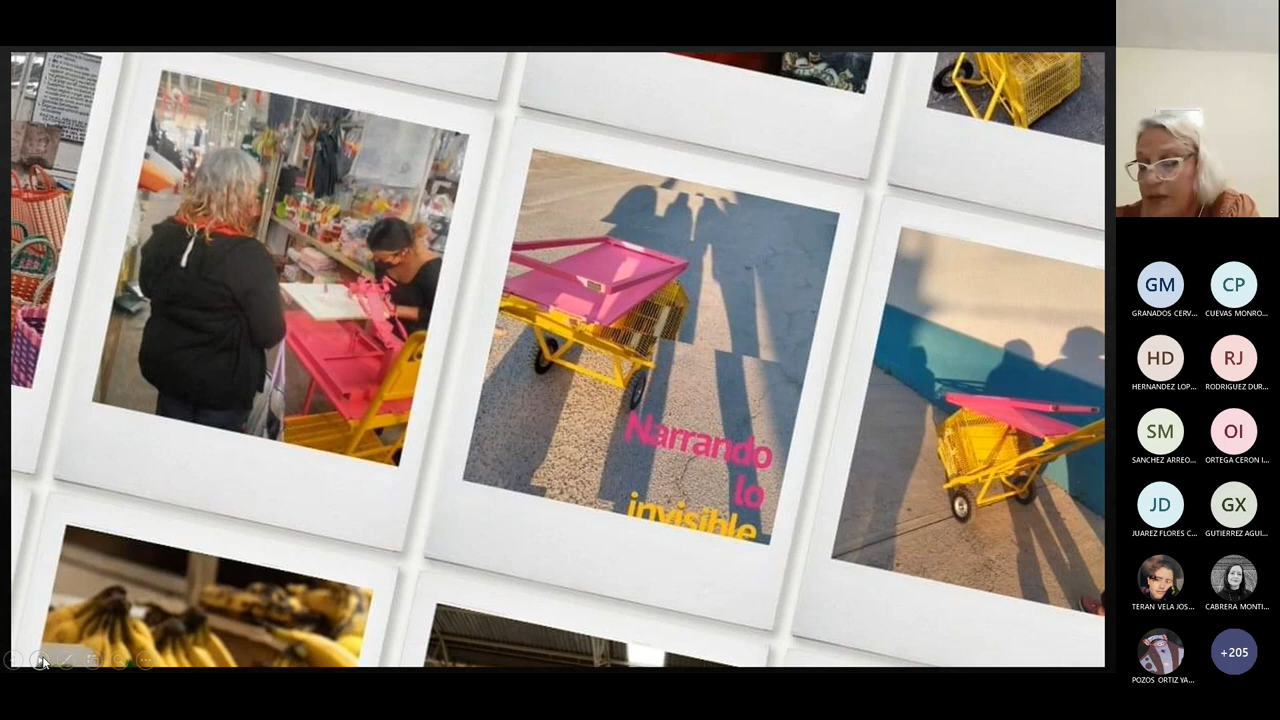 Narrando
lo
invisible
GM
CP
GRANADOS CERV...
CUEVAS MONRO...
HD
RJ
HERNANDEZ LOP...
RODRIGUEZ DUR...
SM
OI
SANCHEZ ARREO...
ORTEGA CERON I...
JD
GX
JUAREZ FLORES C...
GUTIERREZ AGUI...
TERAN VELA JOS...
CABRERA MONTI...
POZOS ORTIZ YA...
+205